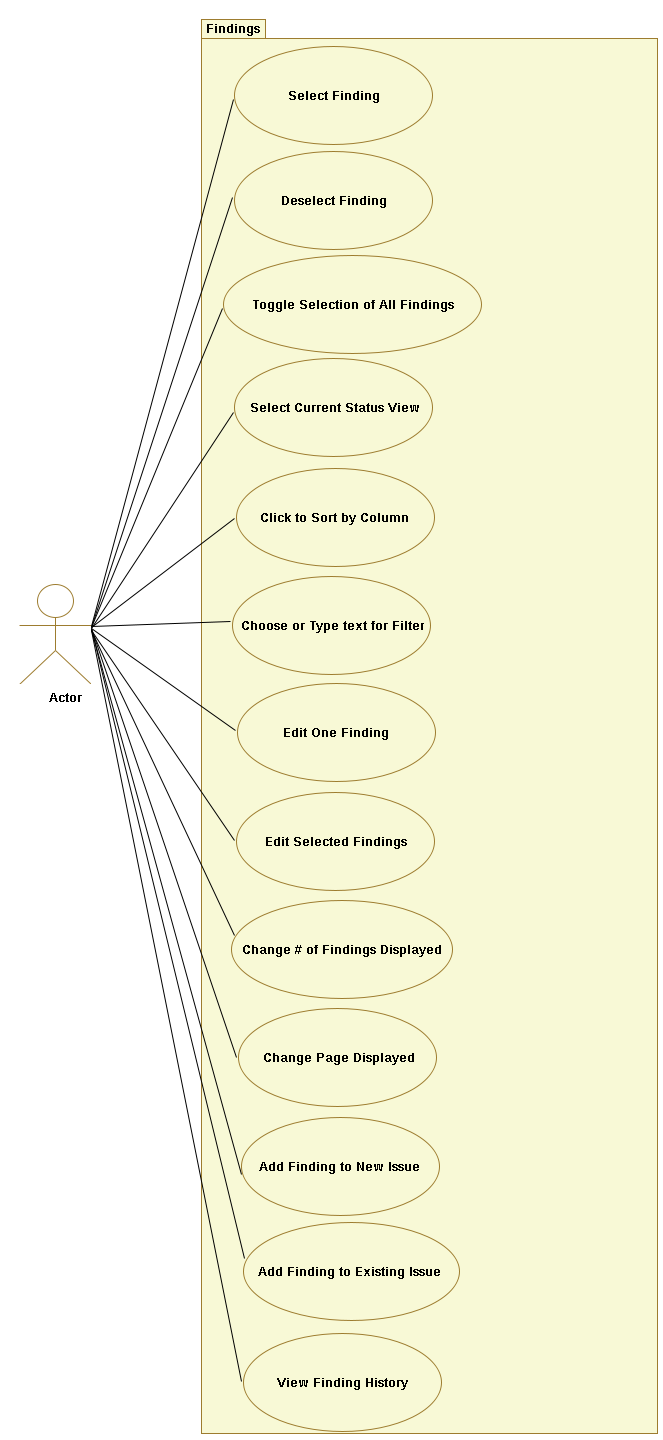 Findings
Select Finding
Deselect Finding
Toggle Selection of All Findings
Select Current Status View
Click to Sort by Column
Choose or Type text for Filter
Actor
Edit One Finding
Edit Selected Findings
Change # of Findings Displayed
Change Page Displayed
Add Finding to New Issue
Add Finding to Existing Issue
View Finding History